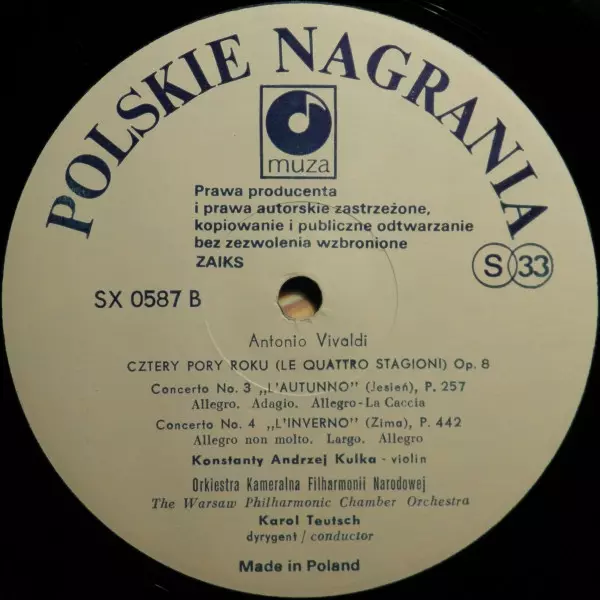 POLSKIE NAGRANIA
muza
Prawa producenta
i prawa autorskie zastrzeżone,
kopiowanie i publiczne odtwarzanie
bez zezwolenia wzbronione
ZAIKS
S 33
SX 0587 B
Antonio Vivaldi
CZTERY PORY ROKU (LE QUATTRO STAGIONI) Op. 8
Concerto No. 3 „L'AUTUNNO” (Jesień), P. 257
Allegro. Adagio. Allegro-La Caccia
Concerto No. 4 „L'INVERNO” (Zima), P. 442
Allegro non molto. Largo. Allegro
Konstanty Andrzej Kulka - violin
Orkiestra Kameralna Filharmonii Narodowej
The Warsaw Philharmonic Chamber Orchestra
Karol Teutsch
dyrygent / conductor
Made in Poland